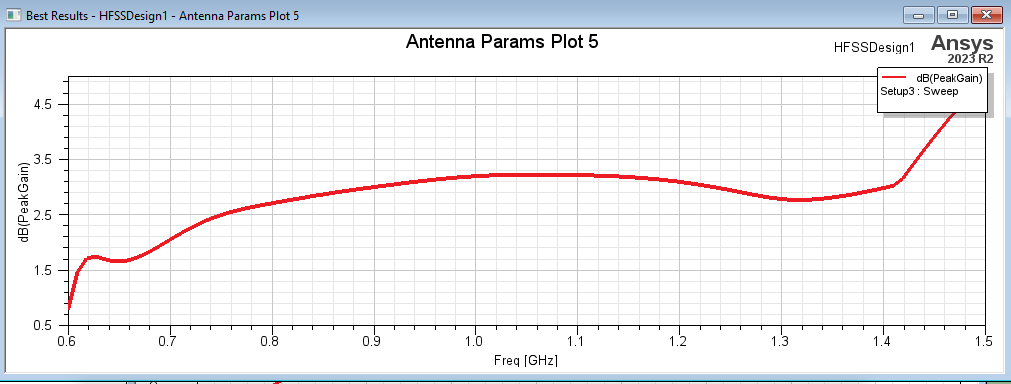 Best Results - HFSSDesign1 - Antenna Params Plot 5
Antenna Params Plot 5
HFSSDesign1
Ansys
2023 R2
dB(PeakGain)
Setup3 : Sweep
4.5
3.5
2.5
1.5
0.5
dB(PeakGain)
0.6 0.7 0.8 0.9 1.0 1.1 1.2 1.3 1.4 1.5
Freq [GHz]